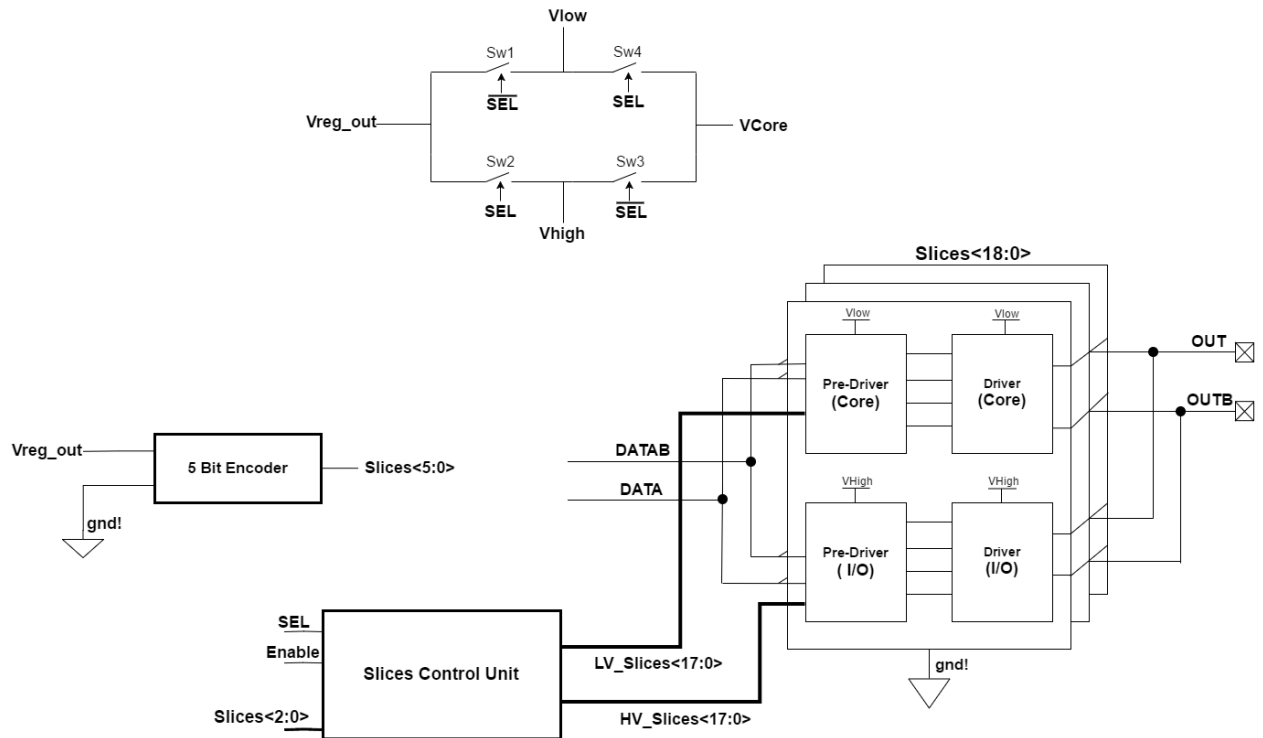 Vlow
Sw1
Sw4
SEL
SEL
Vreg_out
VCore
Sw2
Sw3
SEL
SEL
Vhigh
Slices<18:0>
Vlow
Vlow
OUT
Pre-Driver
(Core)
Driver
(Core)
OUTB
Vreg_out
5 Bit Encoder
Slices<5:0>
DATAB
DATA
VHigh
VHigh
gnd!
Pre-Driver
( I/O)
Driver
(I/O)
SEL
Enable
Slices Control Unit
LV_Slices<17:0>
gnd!
Slices<2:0>
HV_Slices<17:0>